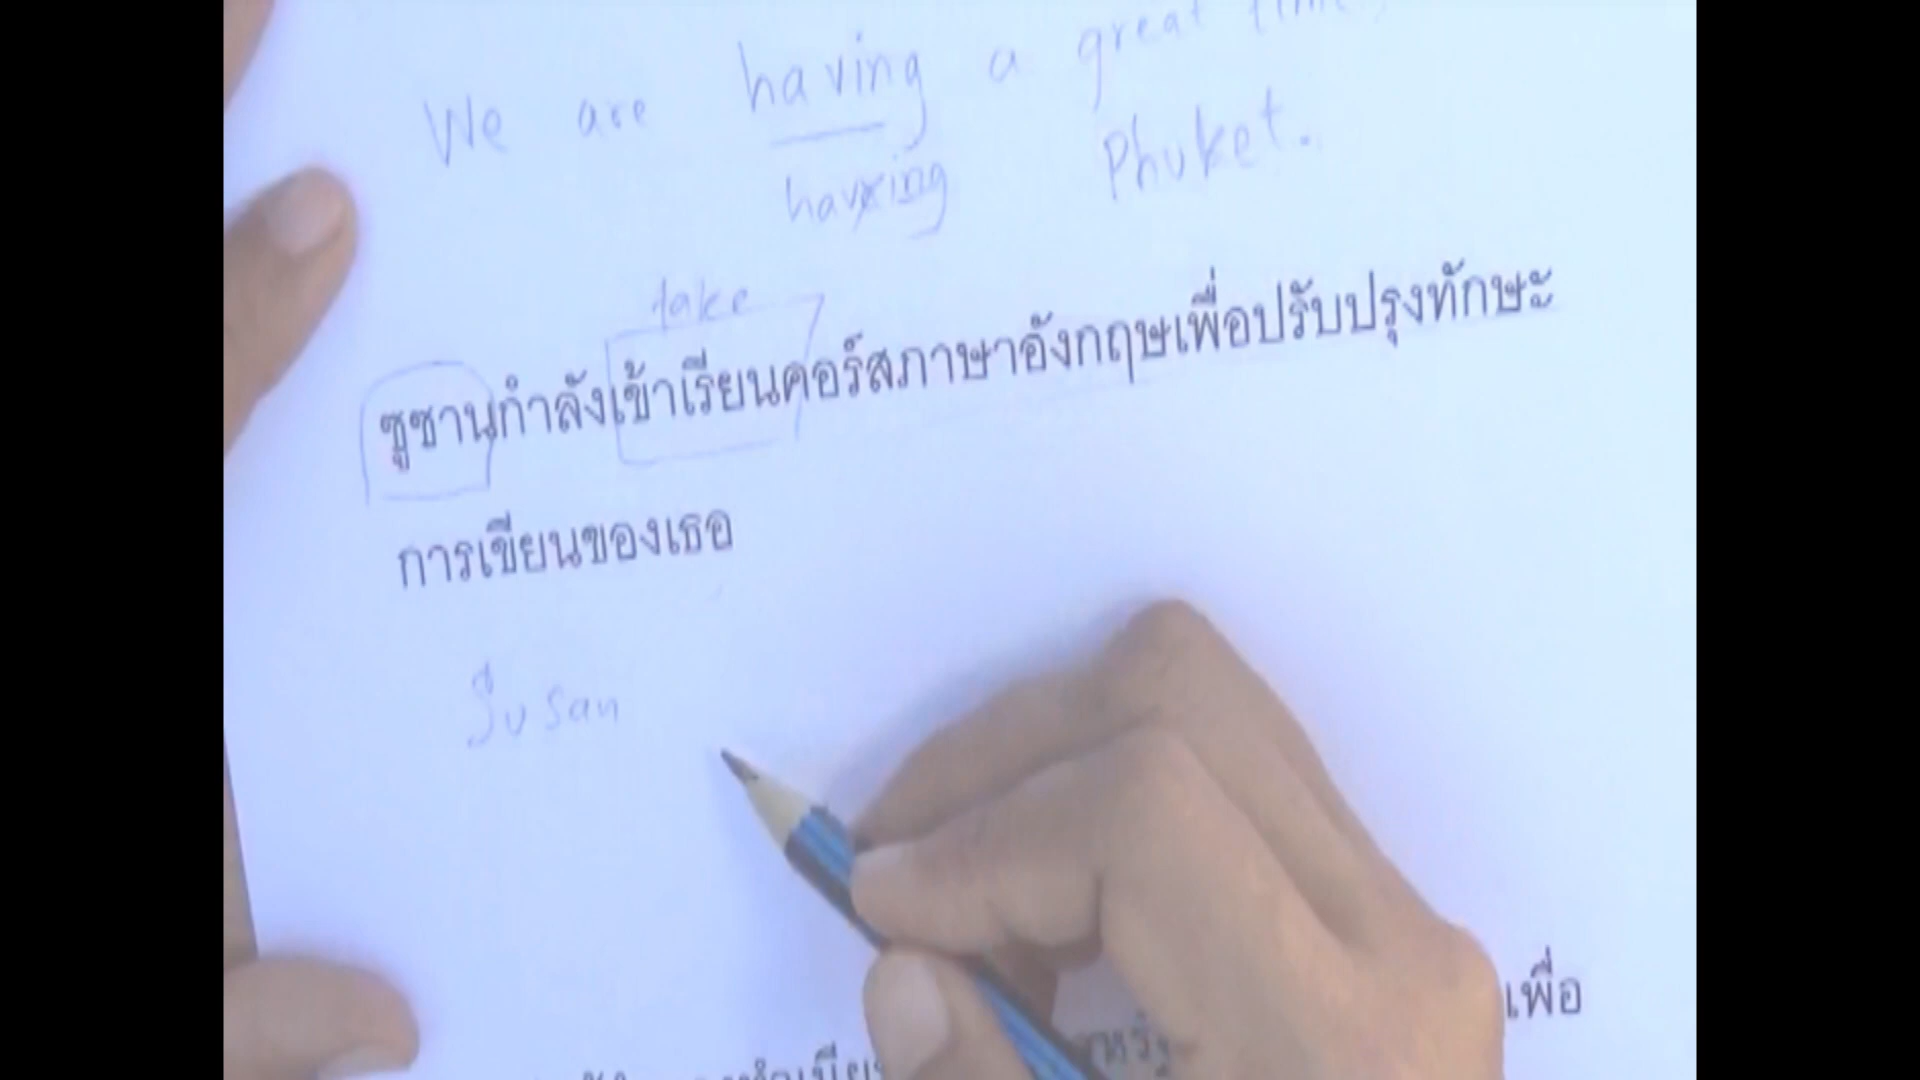 We are having a great time
having Phuket.
take
ซูซานกำลังเข้าเรียนคอร์สภาษาอังกฤษเพื่อปรับปรุงทักษะ
การเขียนของเธอ
Susan
เพื่อ